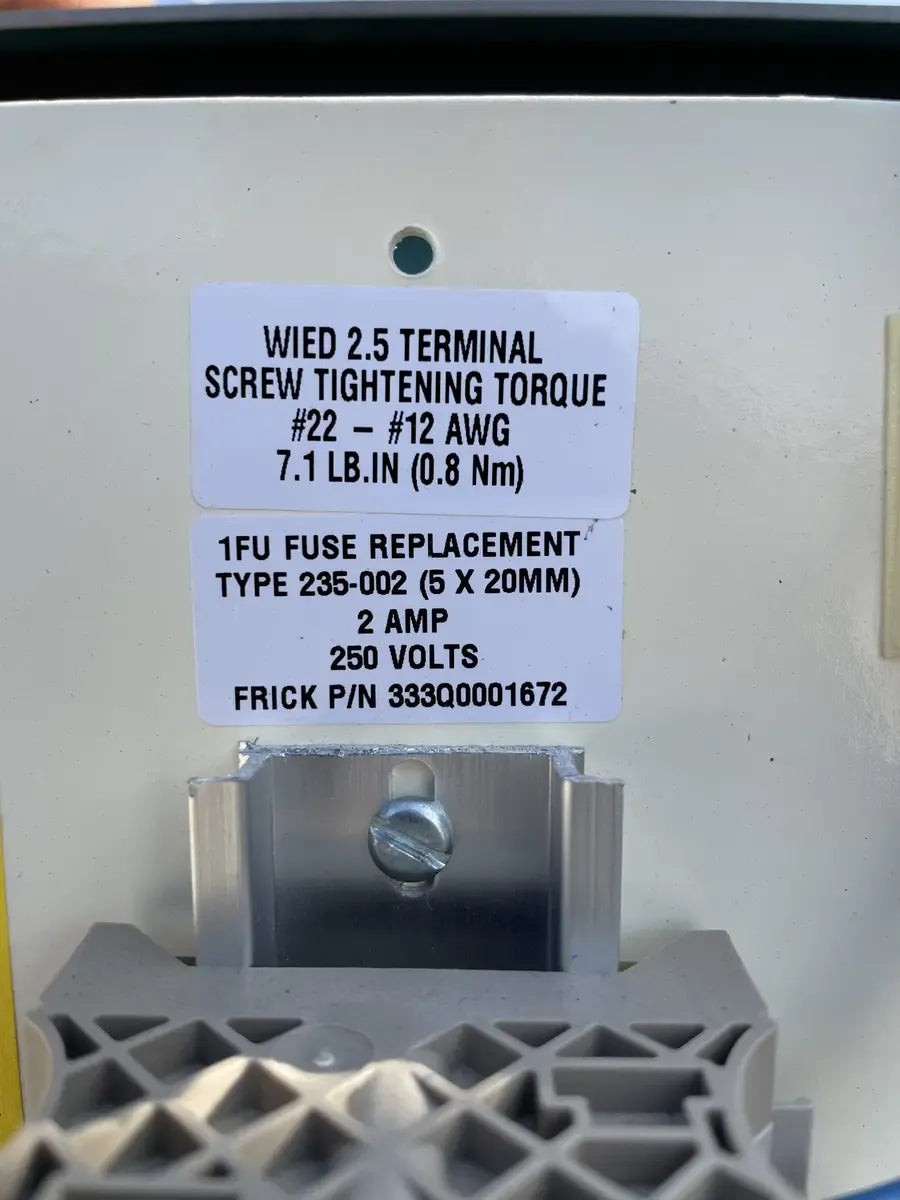 WIED 2.5 TERMINAL
SCREW TIGHTENING TORQUE
#22 – #12 AWG
7.1 LB.IN (0.8 Nm)
1FU FUSE REPLACEMENT
TYPE 235-002 (5 X 20MM)
2 AMP
250 VOLTS
FRICK P/N 333Q0001672